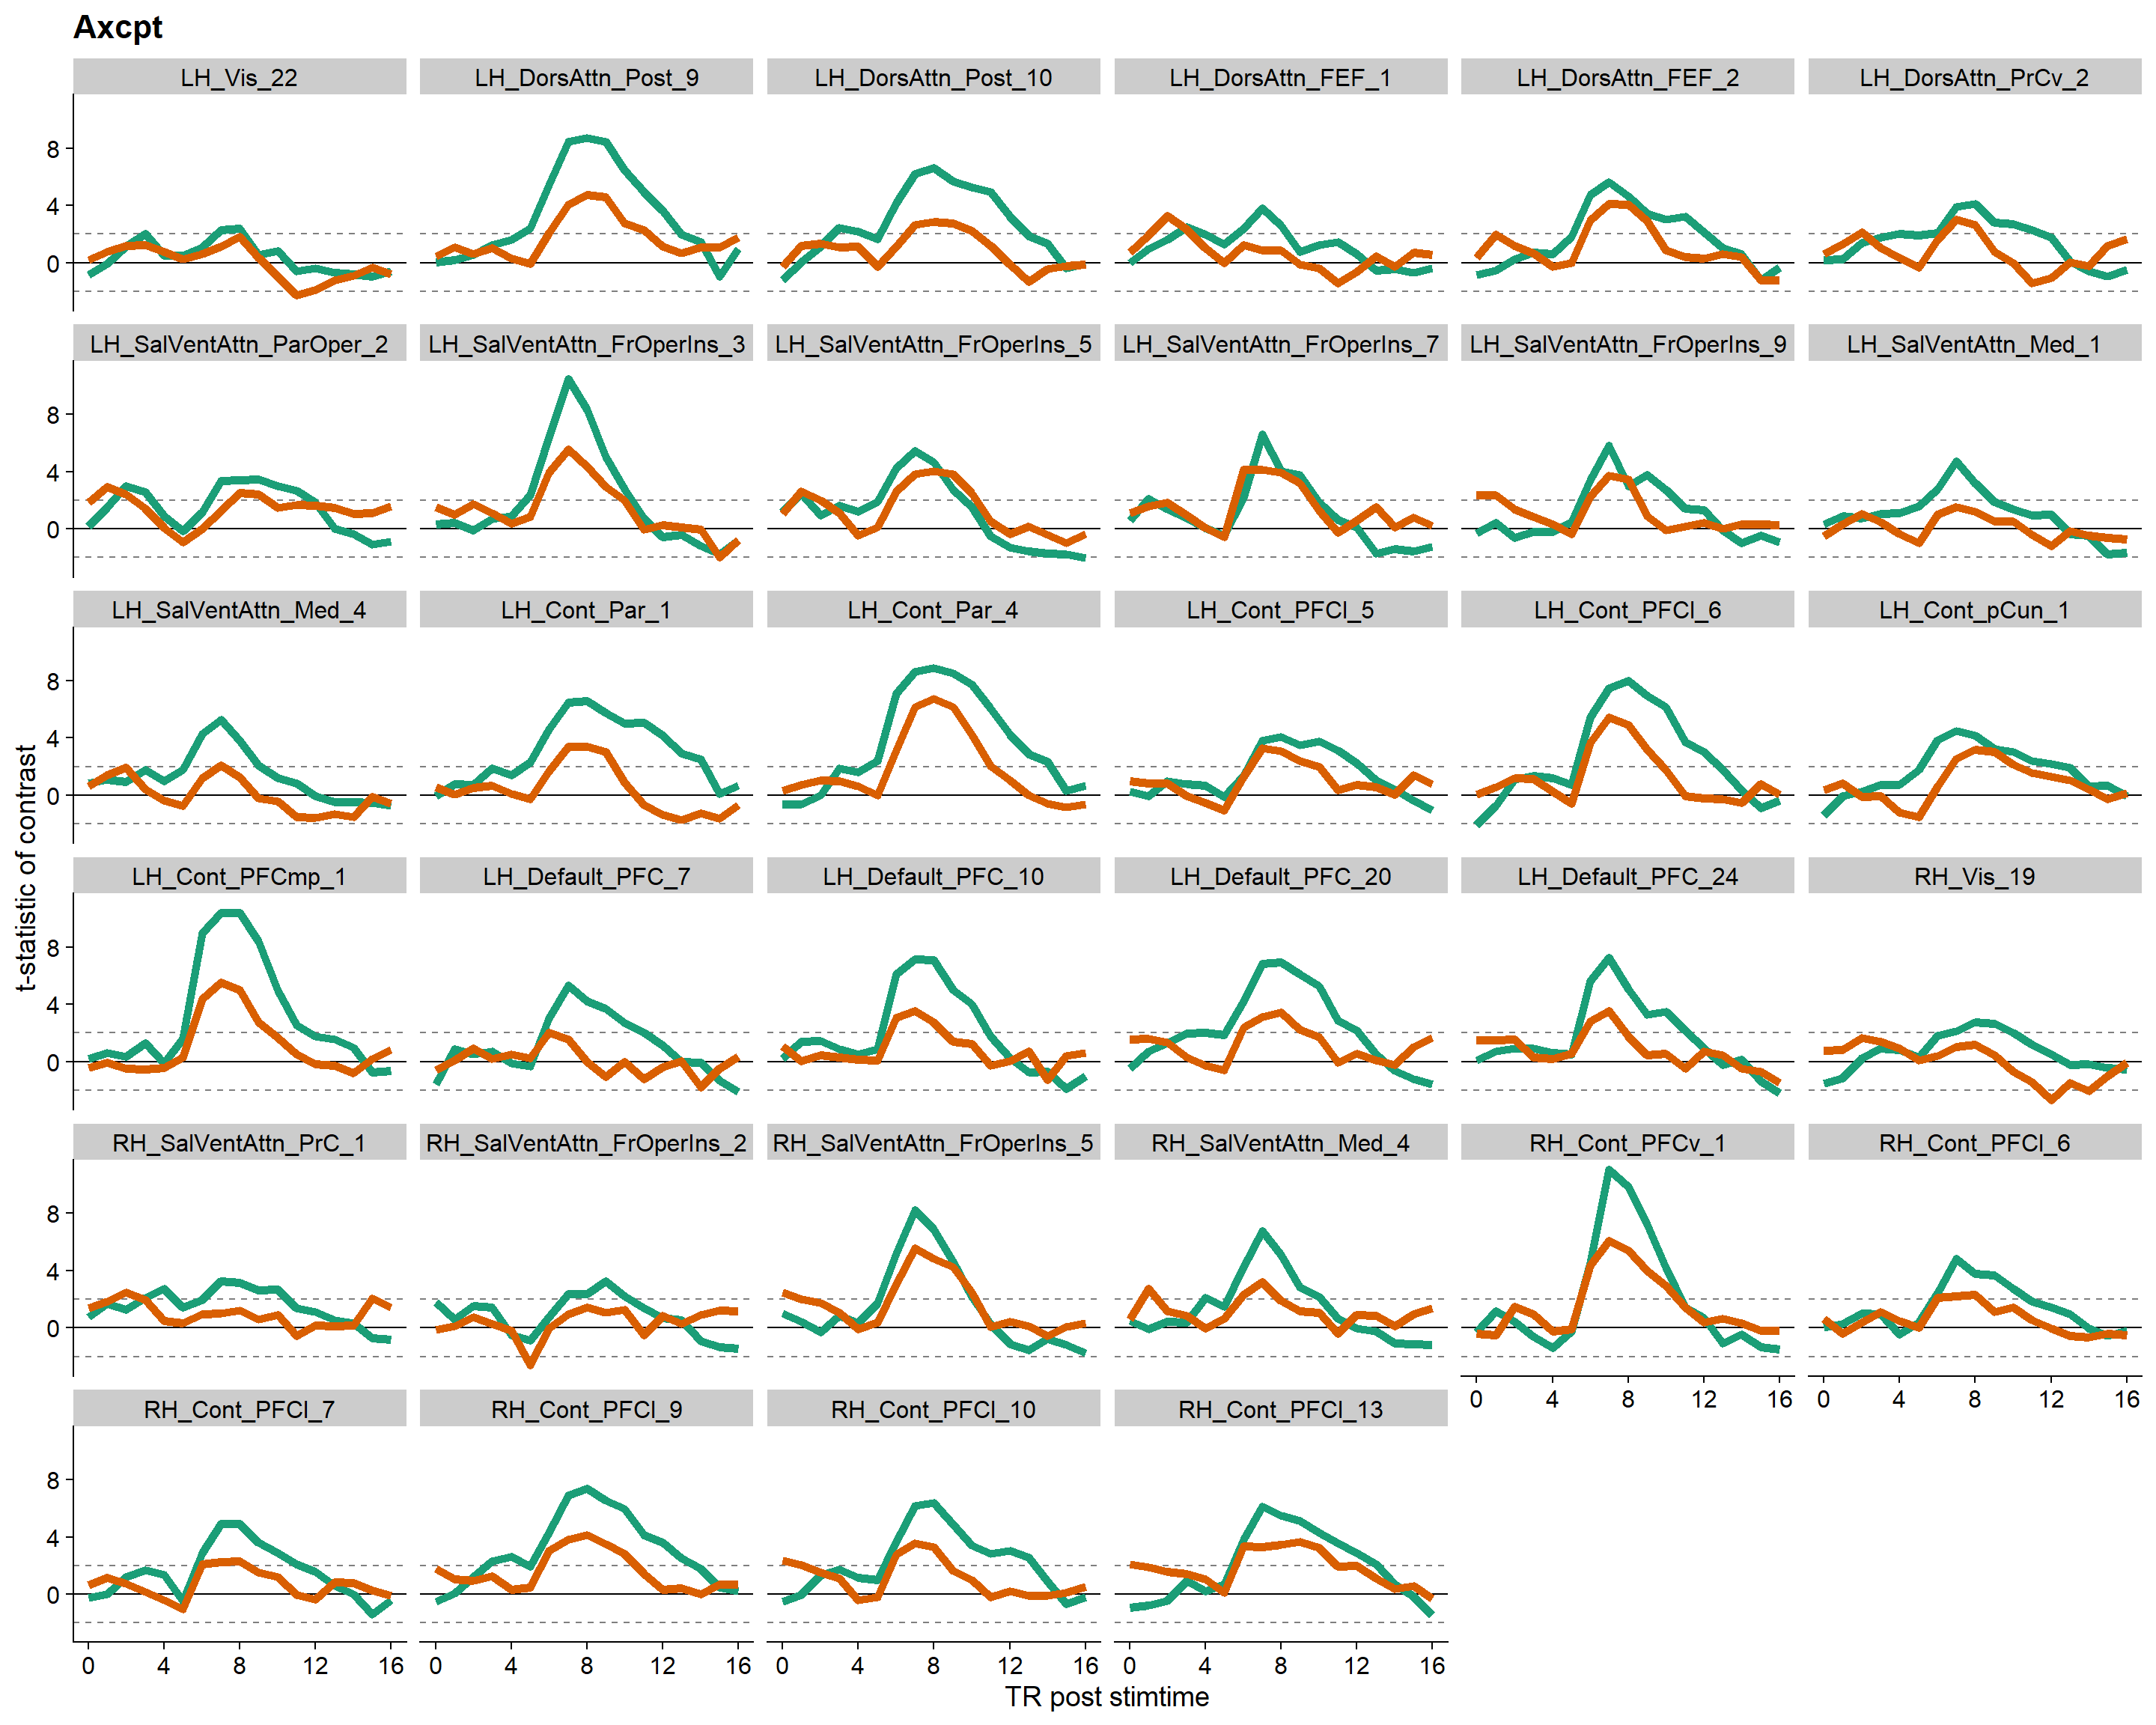 Axcpt
LH_Vis_22 LH_DorsAttn_Post_9 LH_DorsAttn_Post_10 LH_DorsAttn_FEF_1 LH_DorsAttn_FEF_2 LH_DorsAttn_PrCv_2
8
4
0
LH_SalVentAttn_ParOper_2 LH_SalVentAttn_FrOperIns_3 LH_SalVentAttn_FrOperIns_5 LH_SalVentAttn_FrOperIns_7 LH_SalVentAttn_FrOperIns_9 LH_SalVentAttn_Med_1
8
4
0
LH_SalVentAttn_Med_4 LH_Cont_Par_1 LH_Cont_Par_4 LH_Cont_PFCl_5 LH_Cont_PFCl_6 LH_Cont_pCun_1
8
4
0
t-statistic of contrast
LH_Cont_PFCmp_1 LH_Default_PFC_7 LH_Default_PFC_10 LH_Default_PFC_20 LH_Default_PFC_24 RH_Vis_19
8
4
0
RH_SalVentAttn_PrC_1 RH_SalVentAttn_FrOperIns_2 RH_SalVentAttn_FrOperIns_5 RH_SalVentAttn_Med_4 RH_Cont_PFCv_1 RH_Cont_PFCl_6
8
4
0
0 4 8 12 16 0 4 8 12 16
RH_Cont_PFCl_7 RH_Cont_PFCl_9 RH_Cont_PFCl_10 RH_Cont_PFCl_13
8
4
0
0 4 8 12 16 0 4 8 12 16 0 4 8 12 16 0 4 8 12 16
TR post stimtime